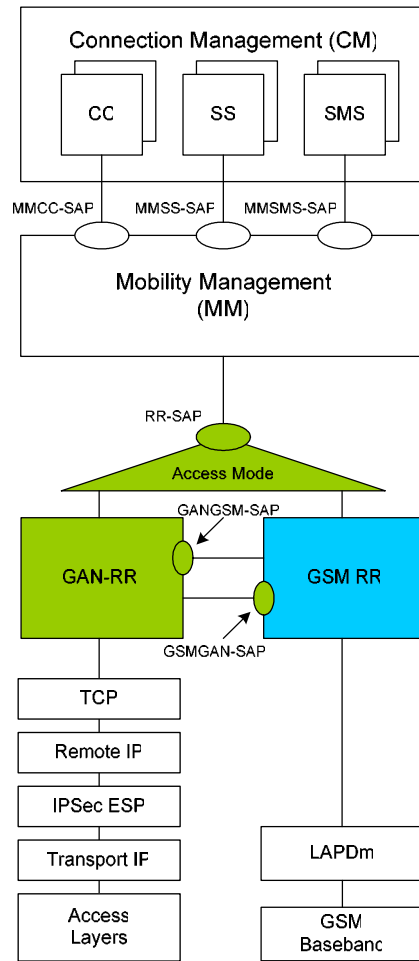 Connection Management (CM)
CC
SS
SMS
MMCC-SAP
MMSS-SAP
MMSMS-SAP
Mobility Management
(MM)
RR-SAP
Access Mode
GANGSM-SAP
GAN-RR
GSM RR
GSMGAN-SAP
TCP
Remote IP
IPSec ESP
Transport IP
LAPDm
Access
Layers
GSM
Baseband